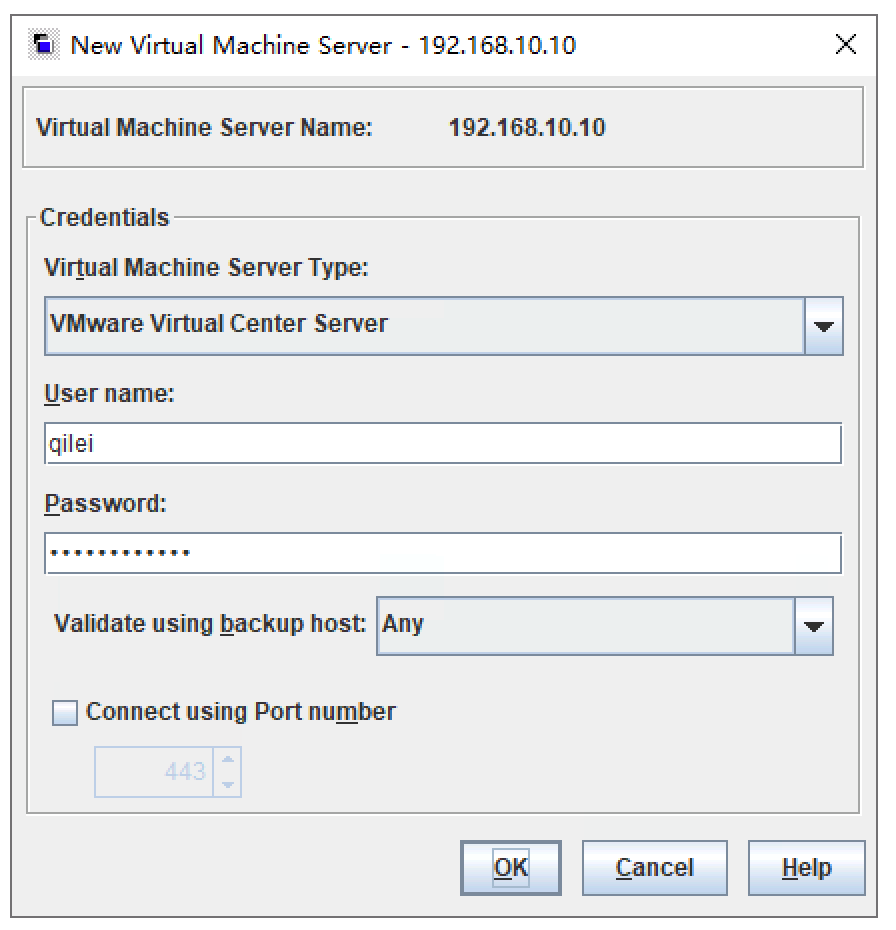 New Virtual Machine Server - 192.168.10.10
Virtual Machine Server Name: 192.168.10.10
Credentials
Virtual Machine Server Type:
VMware Virtual Center Server
User name:
qilei
Password:
••••••••••••
Validate using backup host: Any
Connect using Port number
443
OK Cancel Help